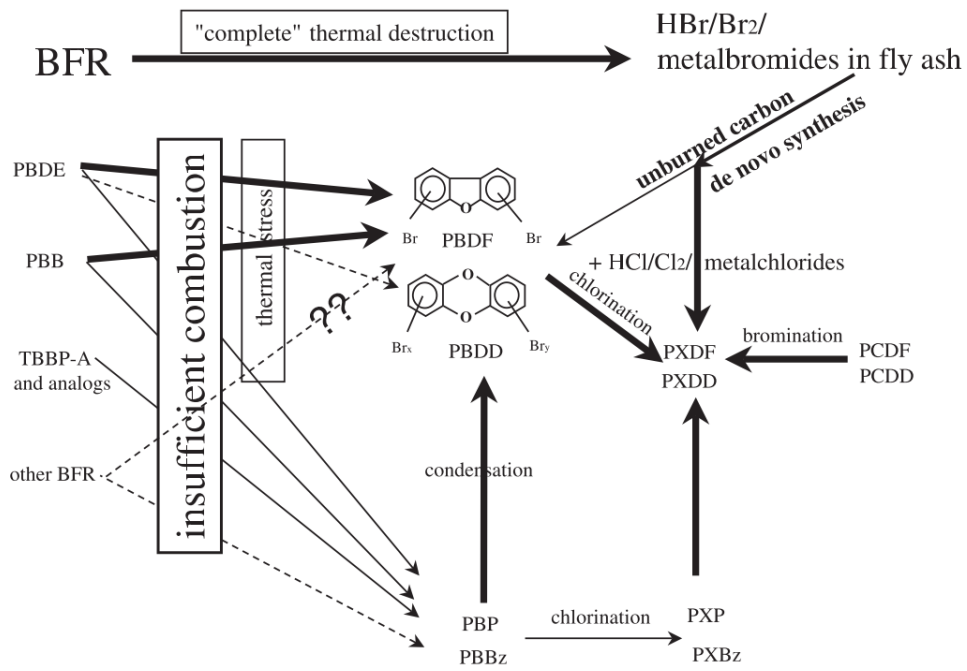 "complete" thermal destruction
BFR
HBr/Br₂/
metalbromides in fly ash
unburned carbon
de novo synthesis
PBDE
PBB
TBBP-A
and analogs
other BFR
insufficient combustion
thermal stress
??
O
Br
PBDF
Br
O
O
Brₓ
PBDD
Brᵧ
+ HCl/Cl₂/ metalchlorides
chlorination
PXDF
PXDD
bromination
PCDF
PCDD
condensation
PBP
PBBz
chlorination
PXP
PXBz